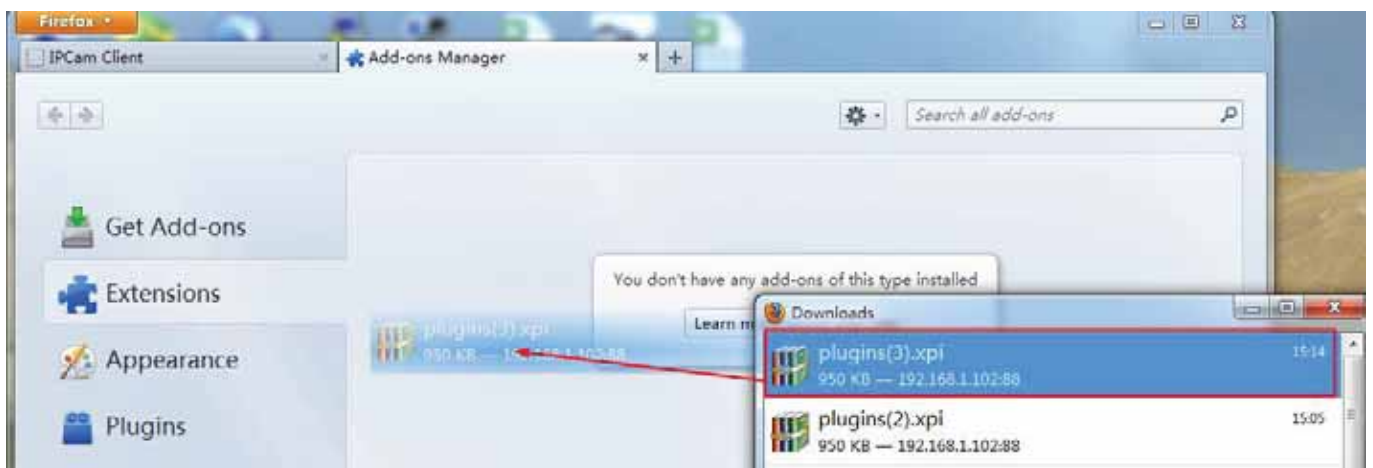 Firefox
IPCam Client
Add-ons Manager
Search all add-ons
Get Add-ons
Extensions
Appearance
Plugins
You don't have any add-ons of this type installed
Learn m
plugins(3).xpi
950 KB — 192.168.1.102:88
Downloads
plugins(3).xpi
15:14
950 KB — 192.168.1.102:88
plugins(2).xpi
15:05
950 KB — 192.168.1.102:88